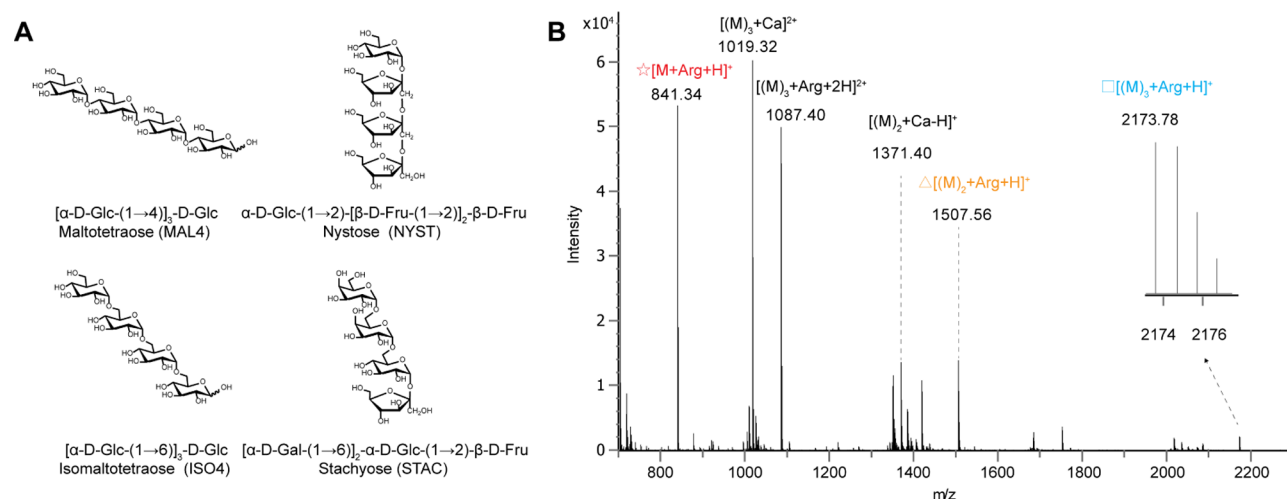 A
[α-D-Glc-(1→4)]₃-D-Glc
Maltotetraose (MAL4)
α-D-Glc-(1→2)-[β-D-Fru-(1→2)]₂-β-D-Fru
Nystose (NYST)
[α-D-Glc-(1→6)]₃-D-Glc
Isomaltotetraose (ISO4)
[α-D-Gal-(1→6)]₂-α-D-Glc-(1→2)-β-D-Fru
Stachyose (STAC)
B
x10⁴
[(M)₃+Ca]²⁺
1019.32
☆[M+Arg+H]⁺
841.34
[(M)₃+Arg+2H]²⁺
1087.40
[(M)₂+Ca-H]⁺
1371.40
△[(M)₂+Arg+H]⁺
1507.56
□[(M)₃+Arg+H]⁺
2173.78
2174 2176
Intensity
6
5
4
3
2
1
0
800 1000 1200 1400 1600 1800 2000 2200
m/z